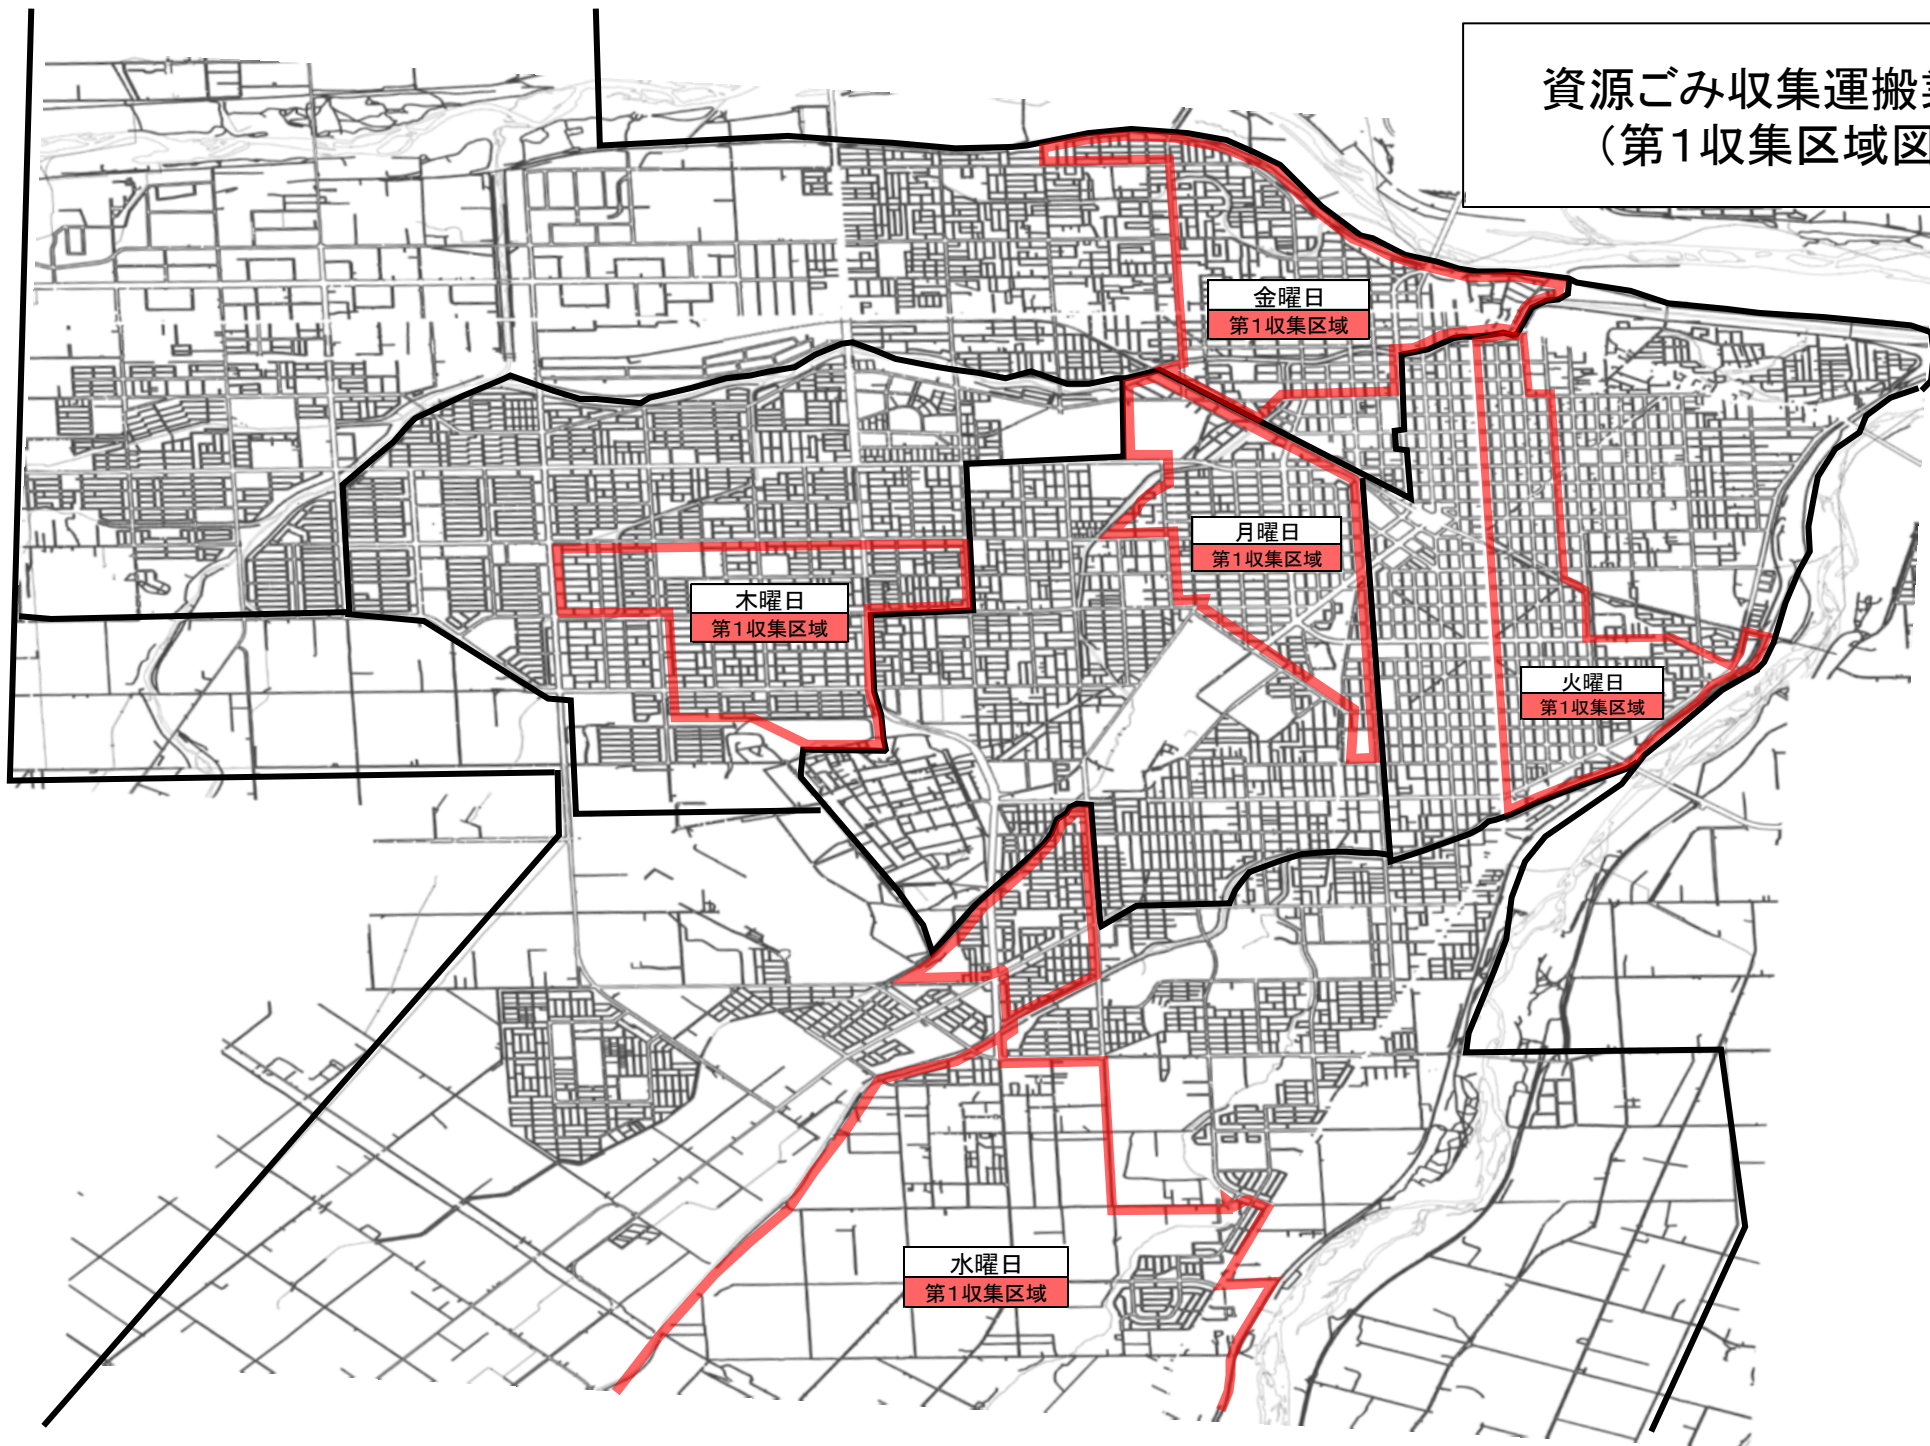 資源ごみ収集運搬
（第1収集区域図
金曜日
第1収集区域
月曜日
第1収集区域
木曜日
第1収集区域
火曜日
第1収集区域
水曜日
第1収集区域